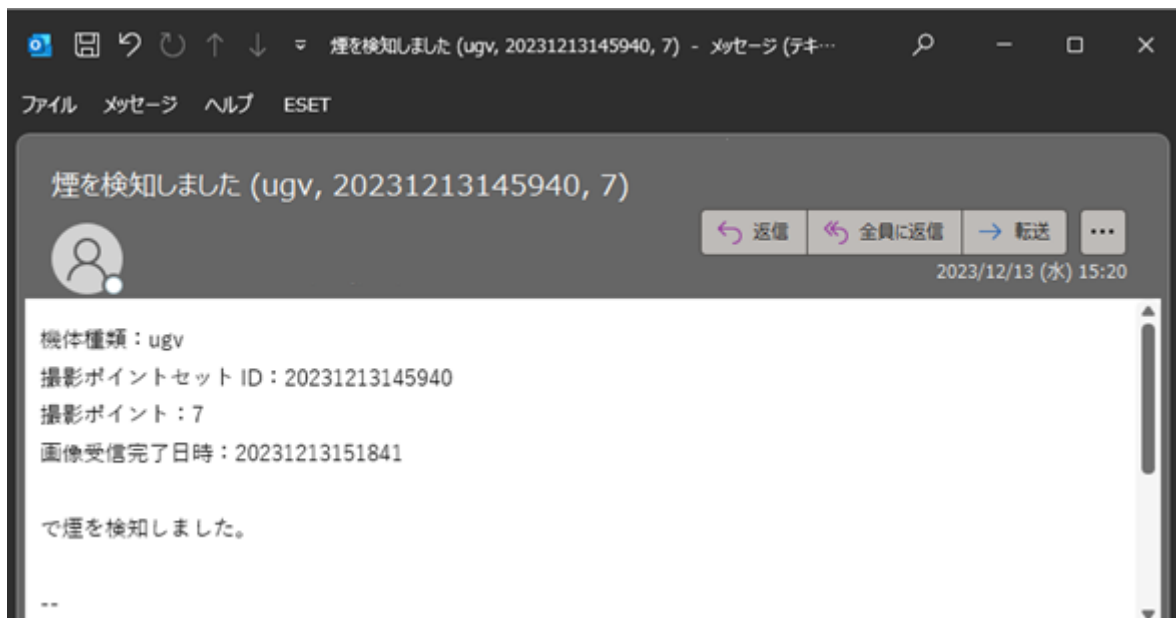 煙を検知しました (ugv, 20231213145940, 7) - メッセージ (テキ…
ファイル メッセージ ヘルプ ESET
煙を検知しました (ugv, 20231213145940, 7)
返信 全員に返信 転送 …
2023/12/13 (水) 15:20
機体種類：ugv
撮影ポイントセット ID：20231213145940
撮影ポイント：7
画像受信完了日時：20231213151841
で煙を検知しました。
--